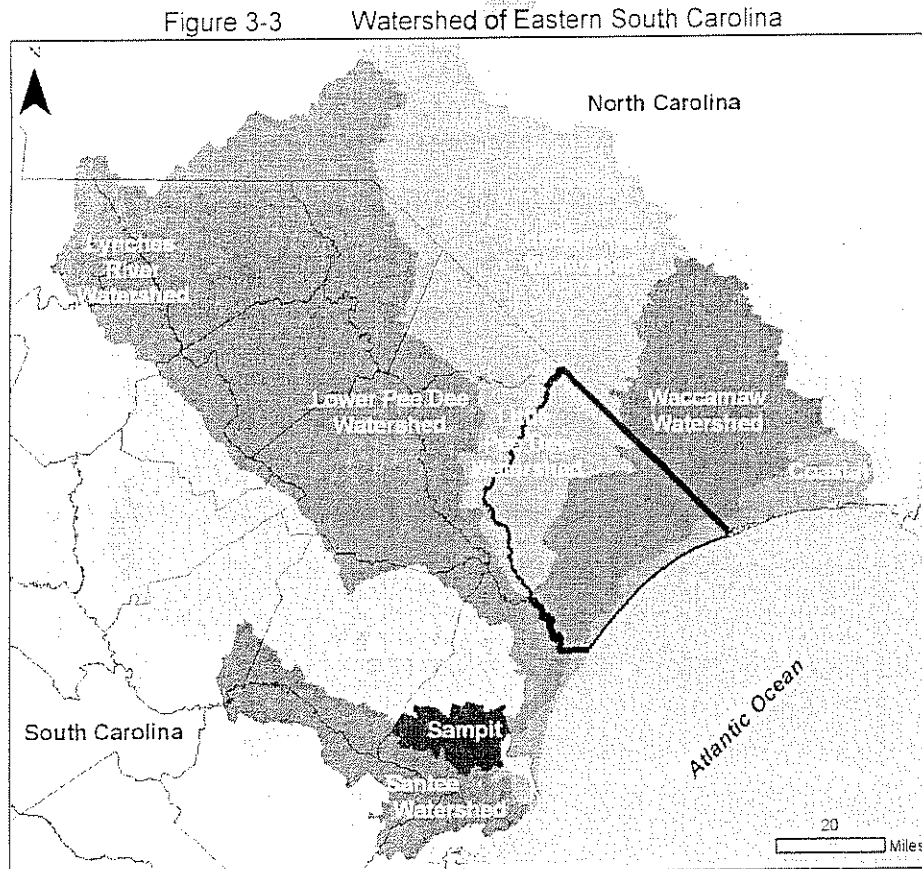 Figure 3-3 Watershed of Eastern South Carolina
North Carolina
Lynches
River
Watershed
Lower Pee Dee
Watershed
Waccamaw
Watershed
Watershed
Coastal
South Carolina
Sampit
Santee
Watershed
Atlantic Ocean
20
Miles